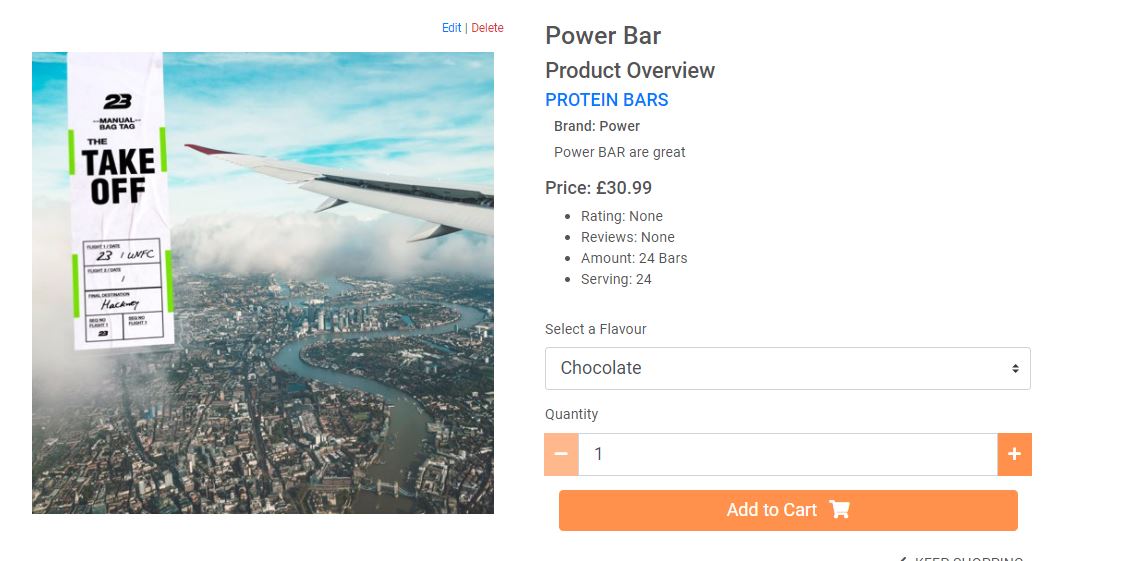 Edit | Delete
23
--MANUAL--
BAG TAG
THE
TAKE
OFF
FLIGHT 1 / DATE
23 / UNFC
FLIGHT 2 / DATE
/
FINAL DESTINATION
Hackney
SEQ NO
FLIGHT 1
23
SEQ NO
FLIGHT 1
Power Bar
Product Overview
PROTEIN BARS
Brand: Power
Power BAR are great
Price: £30.99
Rating: None
Reviews: None
Amount: 24 Bars
Serving: 24
Select a Flavour
Chocolate
Quantity
1
Add to Cart
KEEP SHOPPING